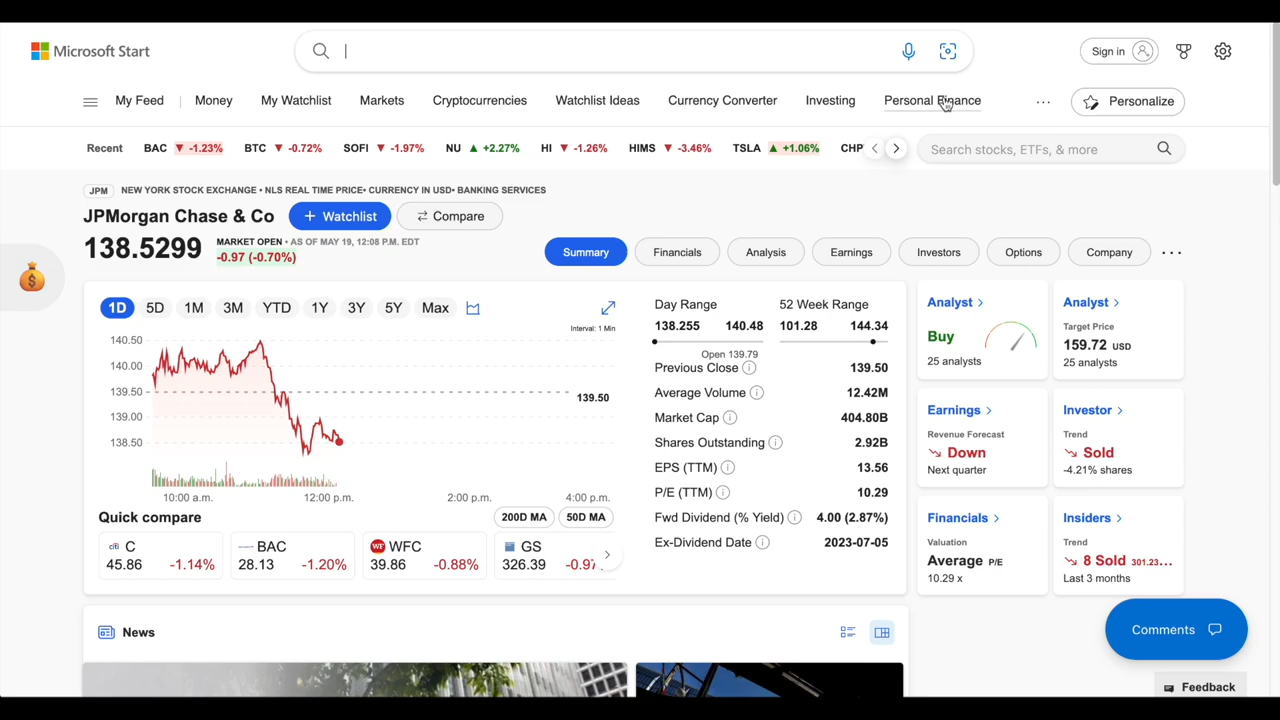 Microsoft Start
Sign in
My Feed Money My Watchlist Markets Cryptocurrencies Watchlist Ideas Currency Converter Investing Personal Finance ... Personalize
Recent BAC ▼ -1.23% BTC ▼ -0.72% SOFI ▼ -1.97% NU ▲ +2.27% HI ▼ -1.26% HIMS ▼ -3.46% TSLA ▲ +1.06% Search stocks, ETFs, & more
JPM NEW YORK STOCK EXCHANGE • NLS REAL TIME PRICE• CURRENCY IN USD• BANKING SERVICES
JPMorgan Chase & Co + Watchlist Compare
138.5299 MARKET OPEN • AS OF MAY 19, 12:08 P.M. EDT
-0.97 (-0.70%)
Summary Financials Analysis Earnings Investors Options Company ...
1D 5D 1M 3M YTD 1Y 3Y 5Y Max
Interval: 1 Min
140.50
140.00
139.50
139.00
138.50
139.50
10:00 a.m. 12:00 p.m. 2:00 p.m. 4:00 p.m.
Quick compare 200D MA 50D MA
citi C
45.86 -1.14%
BAC
28.13 -1.20%
WF WFC
39.86 -0.88%
GS
326.39
Day Range 52 Week Range
138.255 140.48 101.28 144.34
Open 139.79
Previous Close 139.50
Average Volume 12.42M
Market Cap 404.80B
Shares Outstanding 2.92B
EPS (TTM) 13.56
P/E (TTM) 10.29
Fwd Dividend (% Yield) 4.00 (2.87%)
Ex-Dividend Date 2023-07-05
Analyst >
Buy
25 analysts
Analyst >
Target Price
159.72 USD
25 analysts
Earnings >
Revenue Forecast
Down
Next quarter
Investor >
Trend
Sold
-4.21% shares
Financials >
Valuation
Average P/E
10.29 x
Insiders >
Trend
8 Sold 301.23...
Last 3 months
News
Comments
Feedback